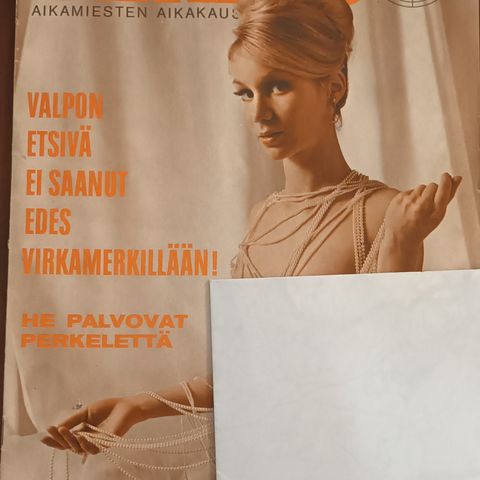 AIKAMIESTEN AIKAKAUS
VALPON
ETSIVÄ
EI SAANUT
EDES
VIRKAMERKILLÄÄN!
HE PALVOVAT
PERKELETTÄ